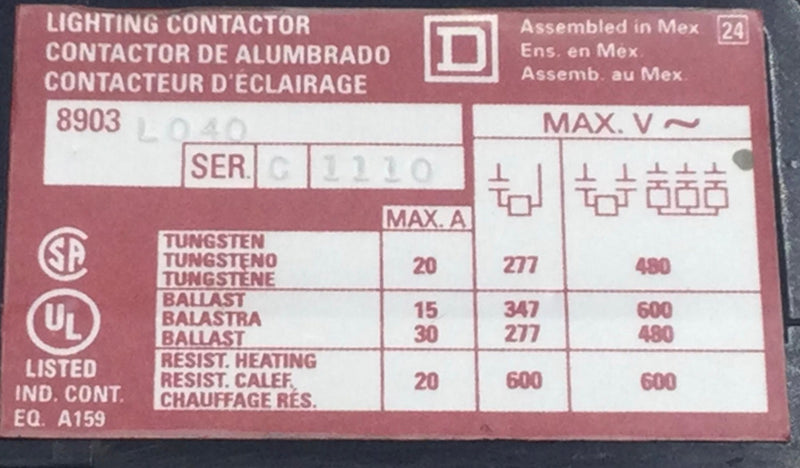 LIGHTING CONTACTOR
CONTACTOR DE ALUMBRADO
CONTACTEUR D'ÉCLAIRAGE
D
Assembled in Mex 24
Ens. en Mex.
Assemb. au Mex.
8903 LO40
SER. C 1110
MAX. V ~
MAX. A
TUNGSTEN
TUNGSTENO 20 277 480
TUNGSTÈNE
BALLAST 15 347 600
BALASTRA
BALLAST 30 277 480
RESIST. HEATING
RESIST. CALEF. 20 600 600
CHAUFFAGE RÉS.
SA
UL
LISTED
IND. CONT.
EQ. A159